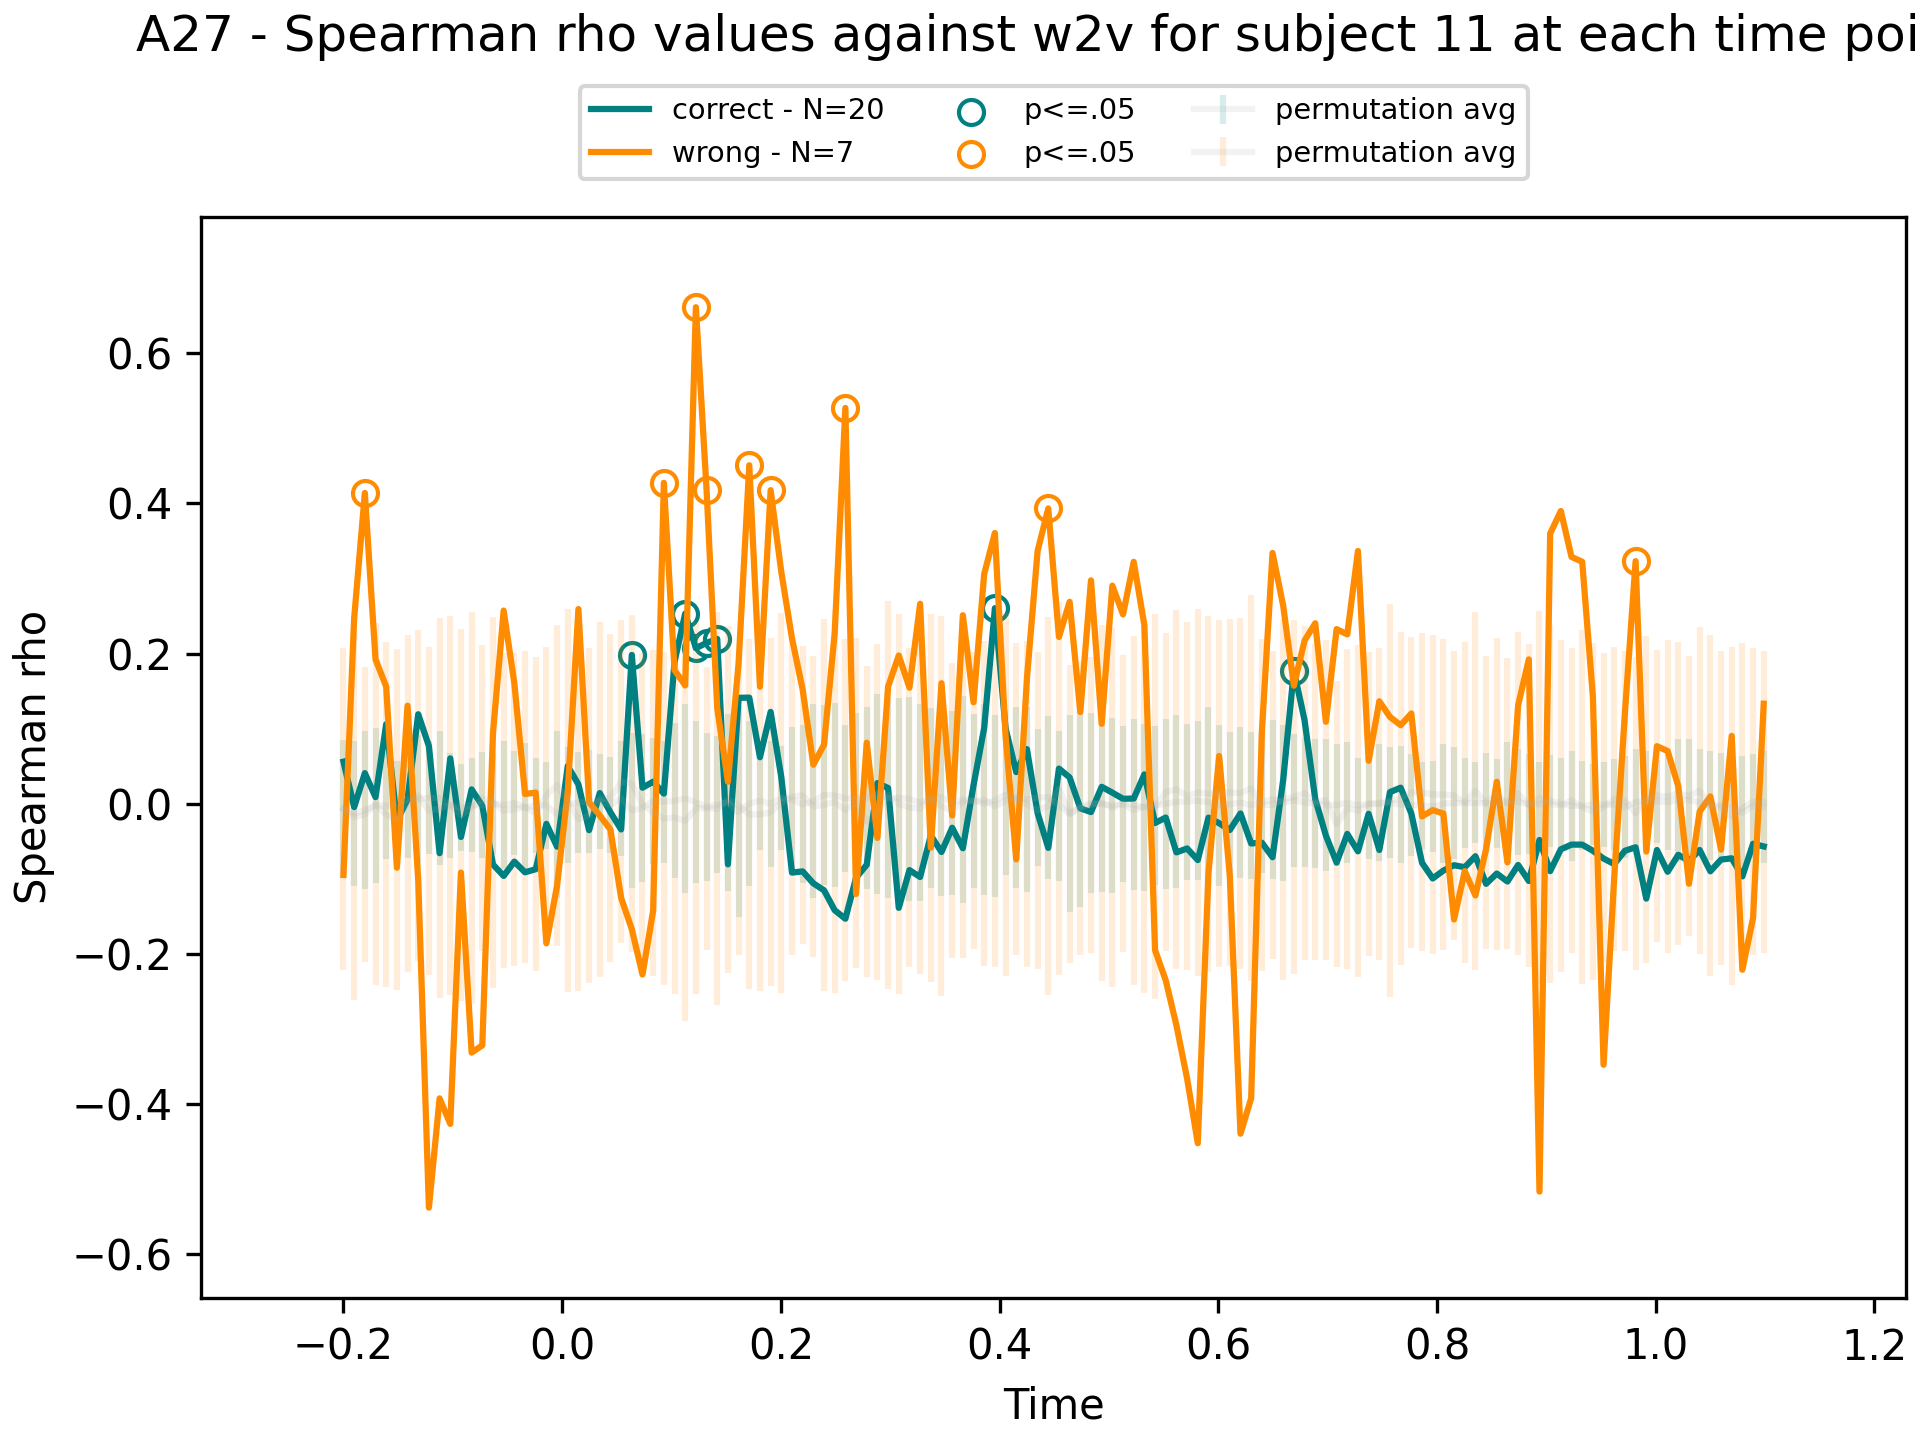 A27 - Spearman rho values against w2v for subject 11 at each time poi
correct - N=20
wrong - N=7
p<=.05
p<=.05
permutation avg
permutation avg
Spearman rho
0.6
0.4
0.2
0.0
−0.2
−0.4
−0.6
−0.2
0.0
0.2
0.4
0.6
0.8
1.0
1.2
Time